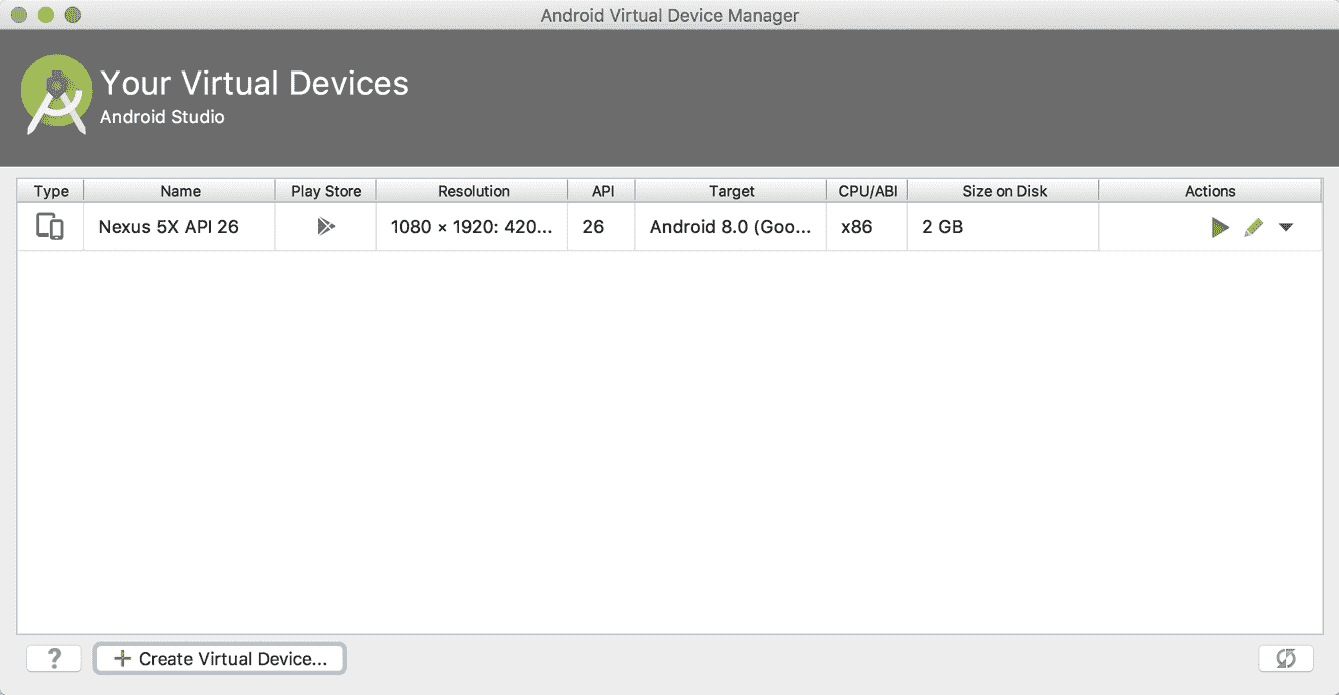 Android Virtual Device Manager
Your Virtual Devices
Android Studio
Type Name Play Store Resolution API Target CPU/ABI Size on Disk Actions
Nexus 5X API 26 1080 × 1920: 420... 26 Android 8.0 (Goo... x86 2 GB
? + Create Virtual Device...